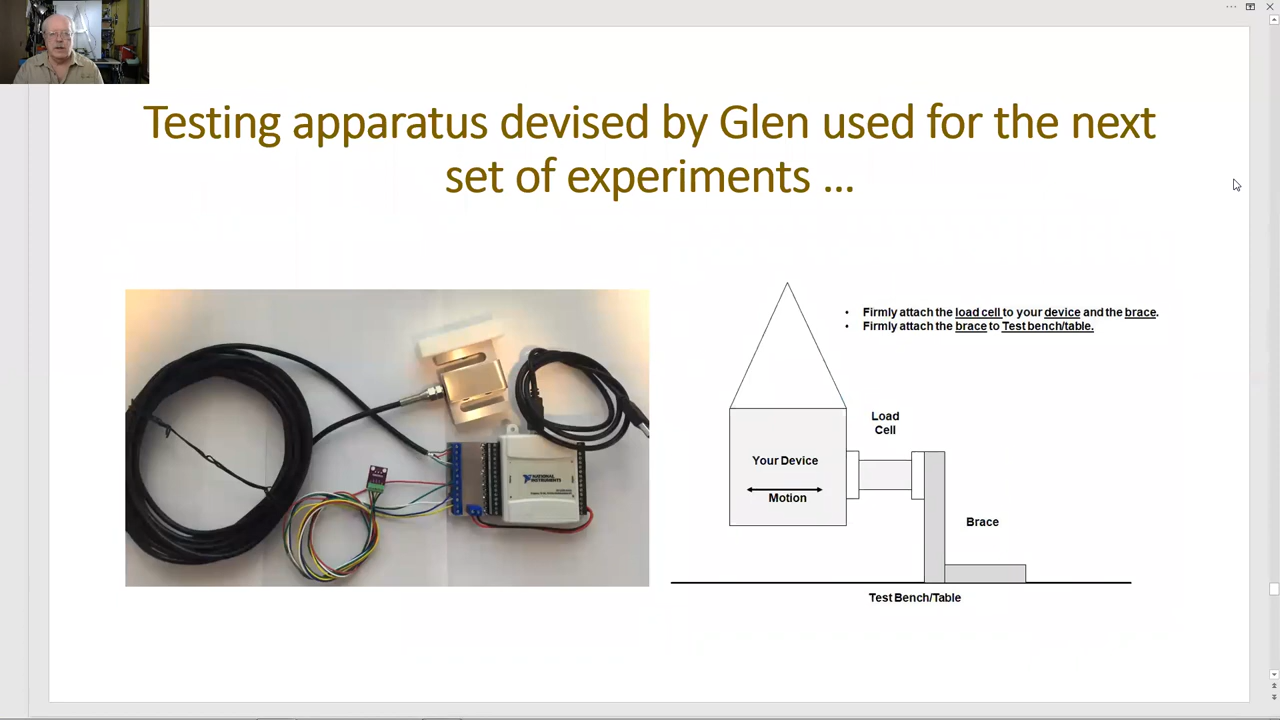 Testing apparatus devised by Glen used for the next
set of experiments ...
• Firmly attach the load cell to your device and the brace.
• Firmly attach the brace to Test bench/table.
Load
Cell
Your Device
Motion
Brace
Test Bench/Table
NATIONAL
INSTRUMENTS